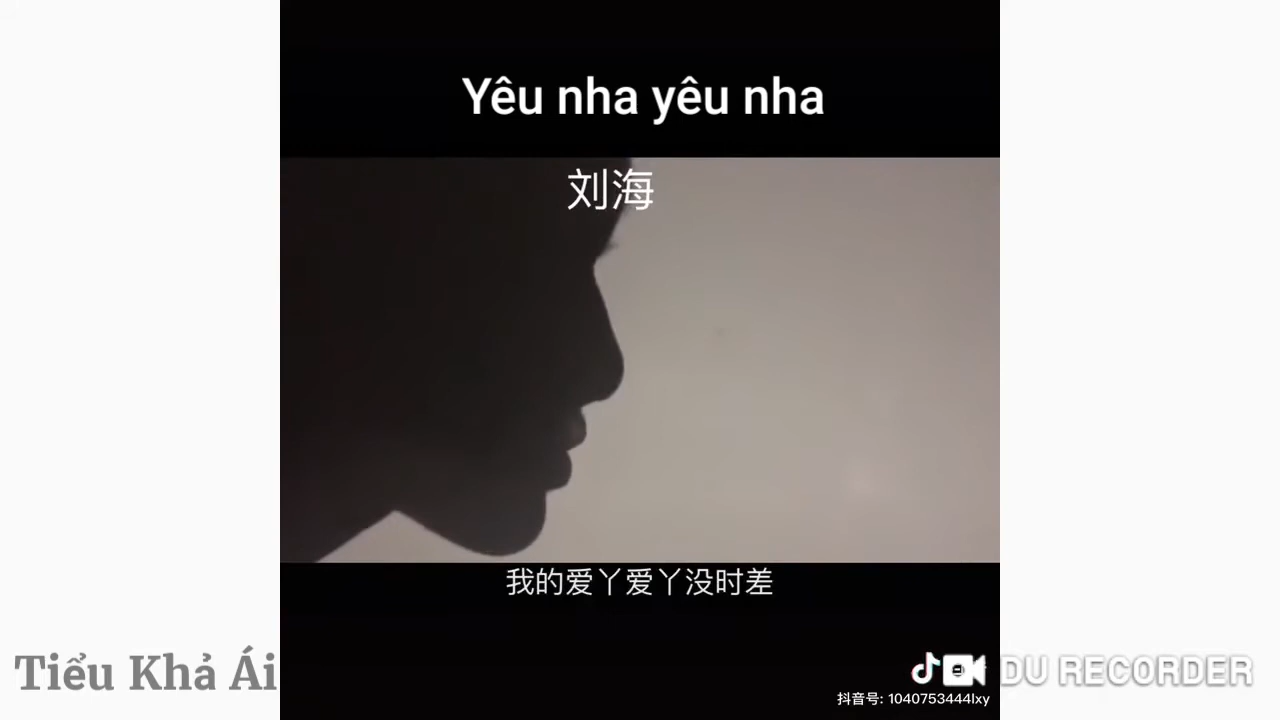 Yêu nha yêu nha
刘海
我的爱丫爱丫没时差
Tiểu Khả Ái
DU RECORDER
抖音号: 1040753444lxy